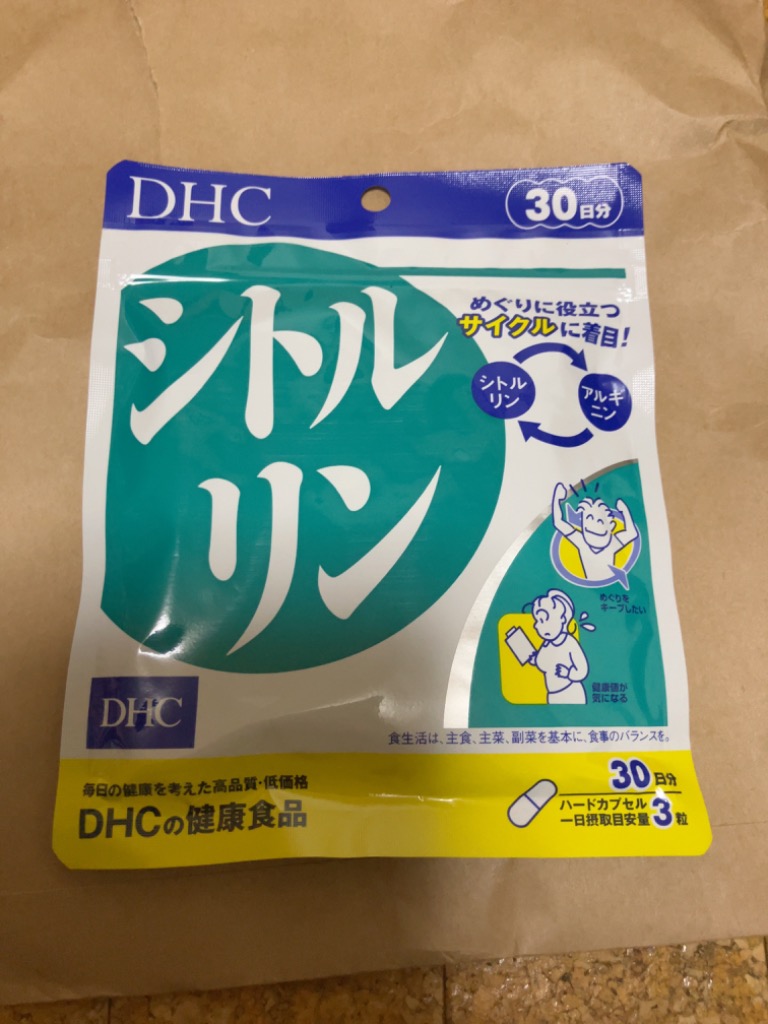 DHC
30日分
シトル
リン
めぐりに役立つ
サイクルに着目!
シトル
リン
アルギ
ニン
めぐりを
キープしたい
健康値が
気になる
DHC
食生活は、主食、主菜、副菜を基本に、食事のバランスを。
毎日の健康を考えた高品質・低価格
DHCの健康食品
30日分
ハードカプセル
一日摂取目安量3粒